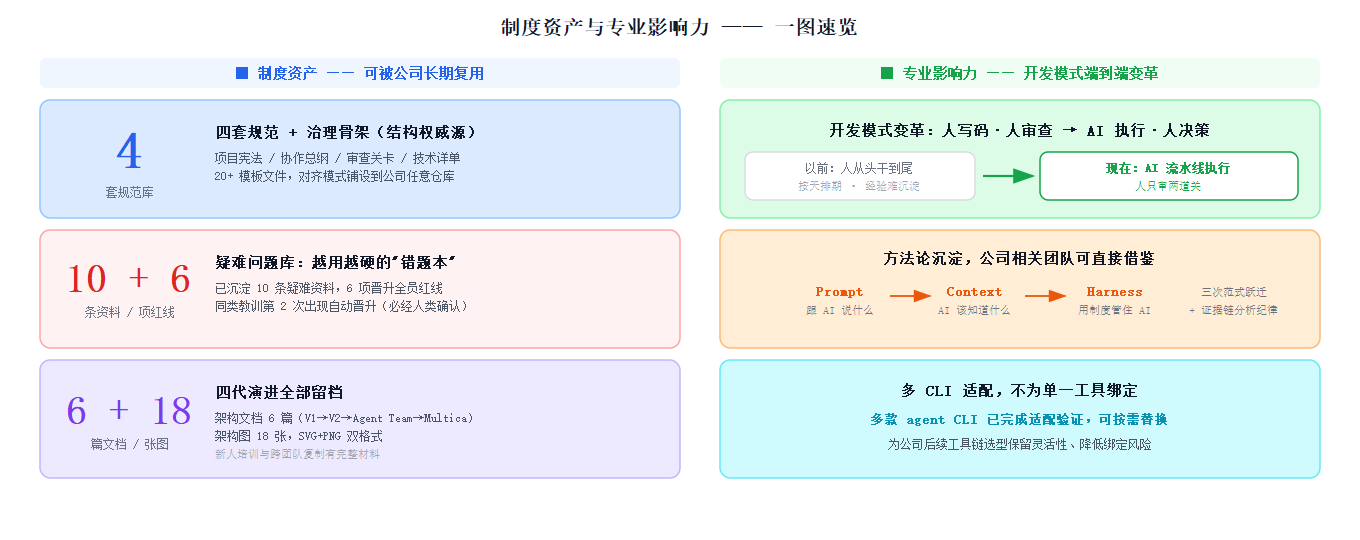 制度资产与专业影响力 —— 一图速览
■ 制度资产 —— 可被公司长期复用
4
套规范库
四套规范 + 治理骨架（结构权威源）
项目宪法 / 协作总纲 / 审查关卡 / 技术详单
20+ 模板文件，对齐模式铺设到公司任意仓库
10 + 6
条资料 / 项红线
疑难问题库：越用越硬的"错题本"
已沉淀 10 条疑难资料，6 项晋升全员红线
同类教训第 2 次出现自动晋升（必经人类确认）
6 + 18
篇文档 / 张图
四代演进全部留档
架构文档 6 篇（V1→V2→Agent Team→Multica）
架构图 18 张，SVG+PNG 双格式
新人培训与跨团队复制有完整材料
■ 专业影响力 —— 开发模式端到端变革
开发模式变革：人写码·人审查 → AI 执行·人决策
以前：人从头干到尾
按天排期 · 经验难沉淀
现在：AI 流水线执行
人只审两道关
方法论沉淀，公司相关团队可直接借鉴
Prompt
跟 AI 说什么
Context
AI 该知道什么
Harness
用制度管住 AI
三次范式跃迁
+ 证据链分析纪律
多 CLI 适配，不为单一工具绑定
多款 agent CLI 已完成适配验证，可按需替换
为公司后续工具链选型保留灵活性、降低绑定风险